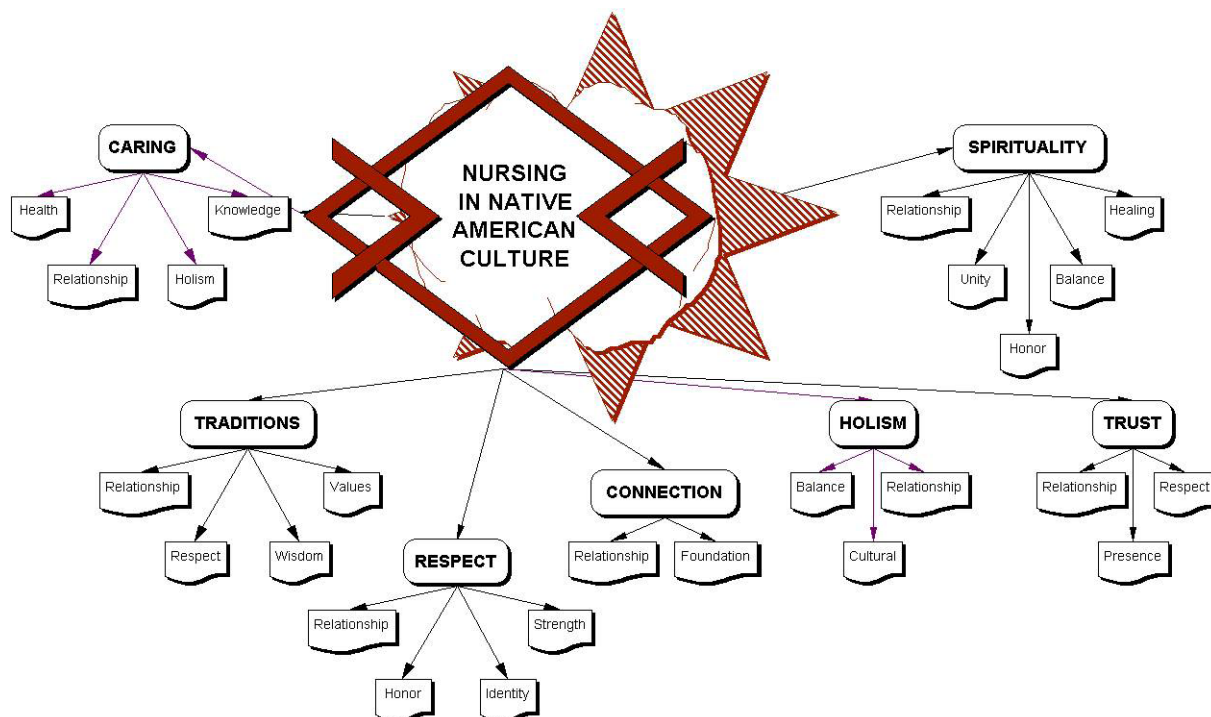 NURSING
IN NATIVE
AMERICAN
CULTURE
CARING
Health
Relationship
Holism
Knowledge
SPIRITUALITY
Relationship
Unity
Honor
Balance
Healing
TRADITIONS
Relationship
Respect
Wisdom
Values
RESPECT
Relationship
Honor
Identity
Strength
CONNECTION
Relationship
Foundation
HOLISM
Balance
Cultural
Relationship
TRUST
Relationship
Presence
Respect